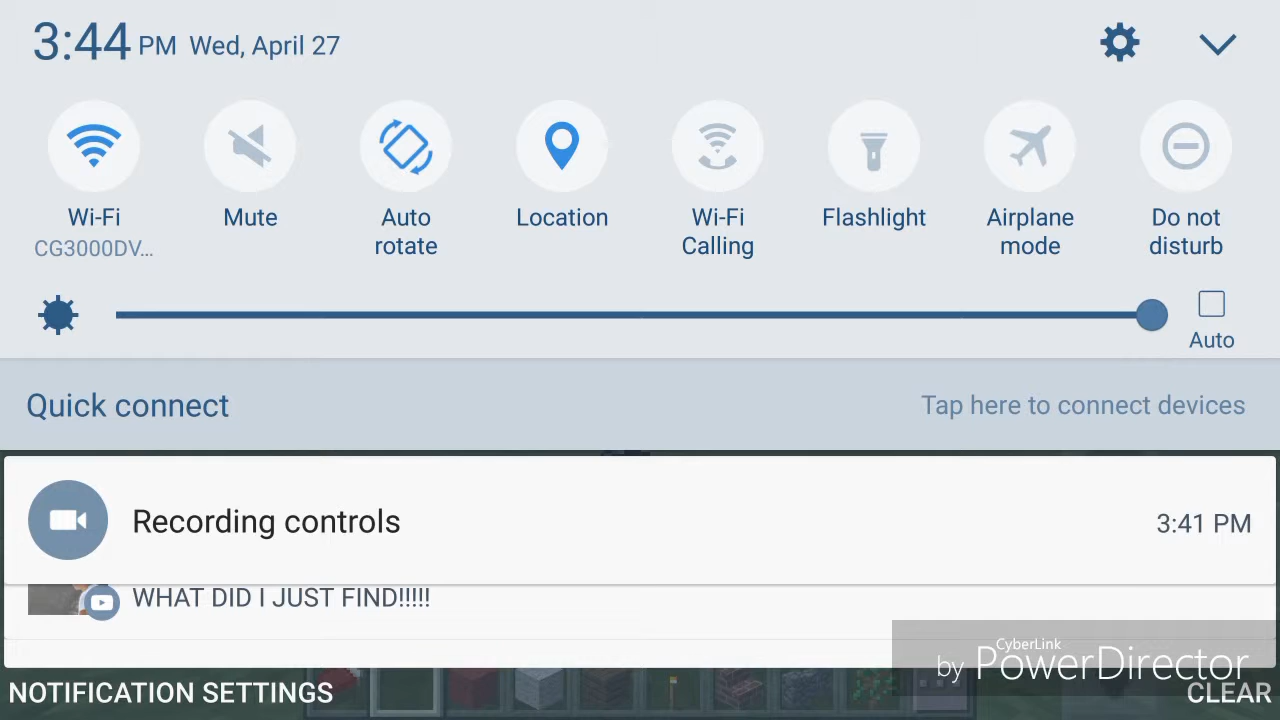 3:44 PM Wed, April 27
Wi-Fi
CG3000DV...
Mute
Auto
rotate
Location
Wi-Fi
Calling
Flashlight
Airplane
mode
Do not
disturb
Auto
Quick connect
Tap here to connect devices
Recording controls
3:41 PM
WHAT DID I JUST FIND!!!!!
CyberLink
by PowerDirector
NOTIFICATION SETTINGS
CLEAR